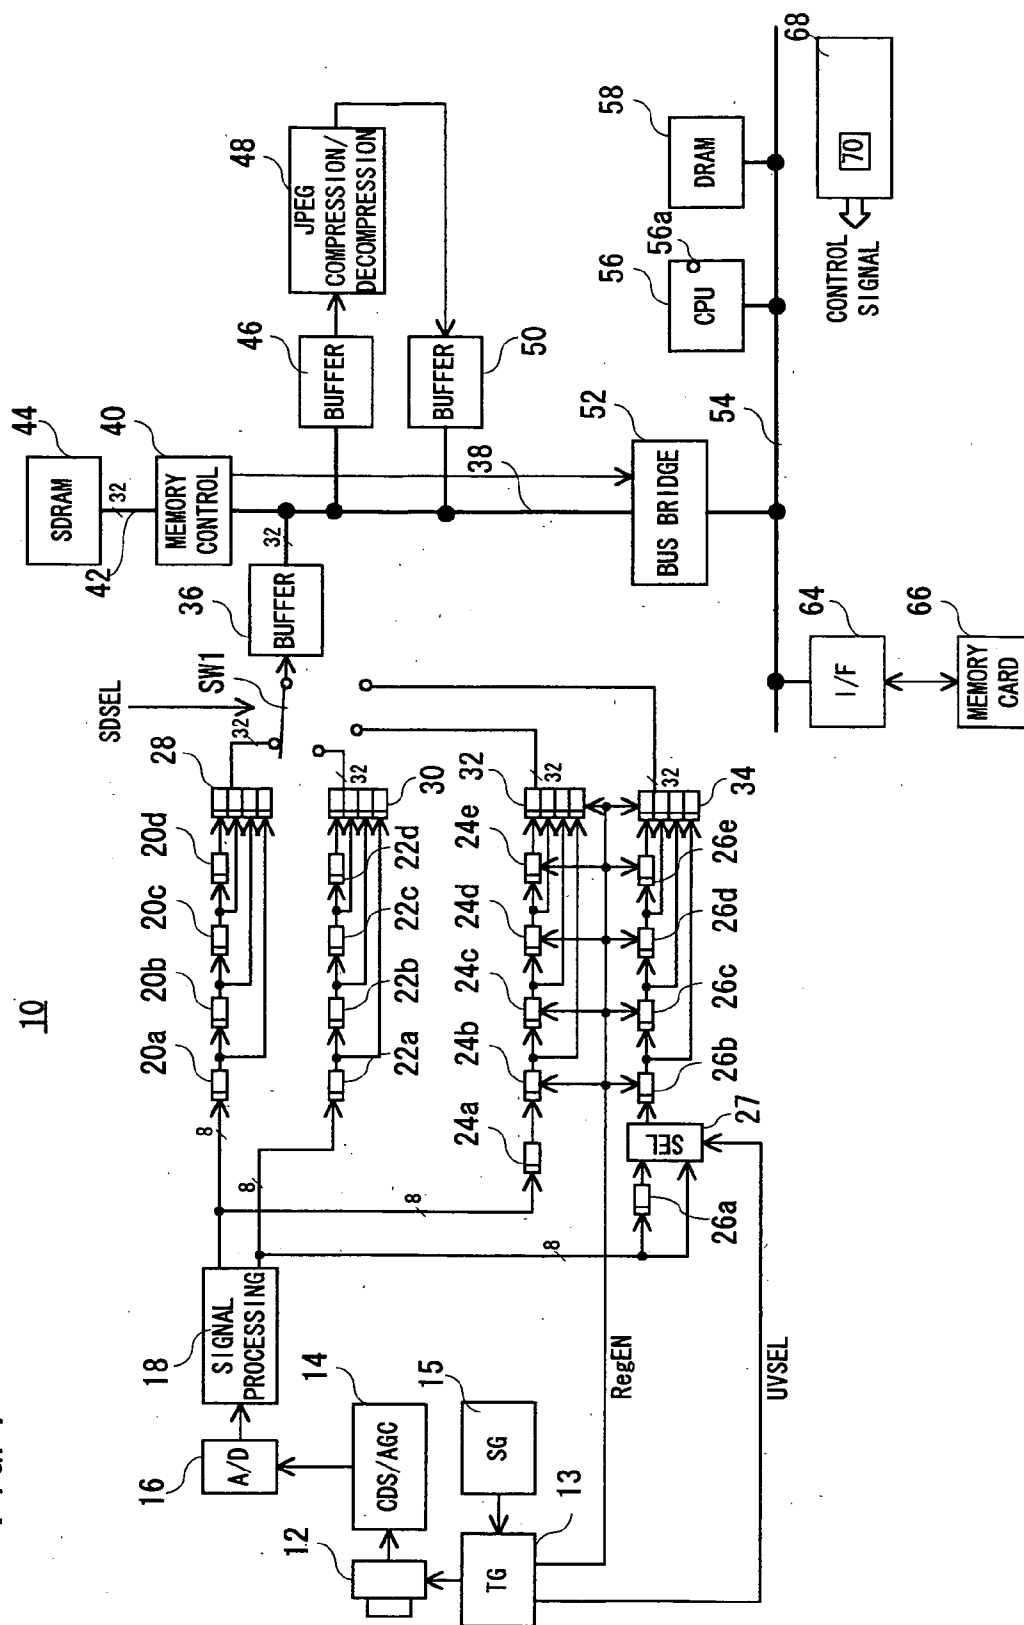 10
12
13
TG
15
SG
14
CDS/AGC
16
A/D
18
SIGNAL
PROCESSING
8
8
8
8
20a
20b
20c
20d
28
22a
22b
22c
22d
30
24a
24b
24c
24d
24e
32
26a
27
SEL
26b
26c
26d
26e
34
RegEN
UVSEL
SDSEL
SW1
32
32
32
32
36
BUFFER
32
44
SDRAM
32
42
40
MEMORY
CONTROL
38
46
BUFFER
48
JPEG
COMPRESSION/
DECOMPRESSION
50
BUFFER
52
BUS BRIDGE
54
56
56a
CPU
58
DRAM
64
I/F
66
MEMORY
CARD
68
70
CONTROL
SIGNAL